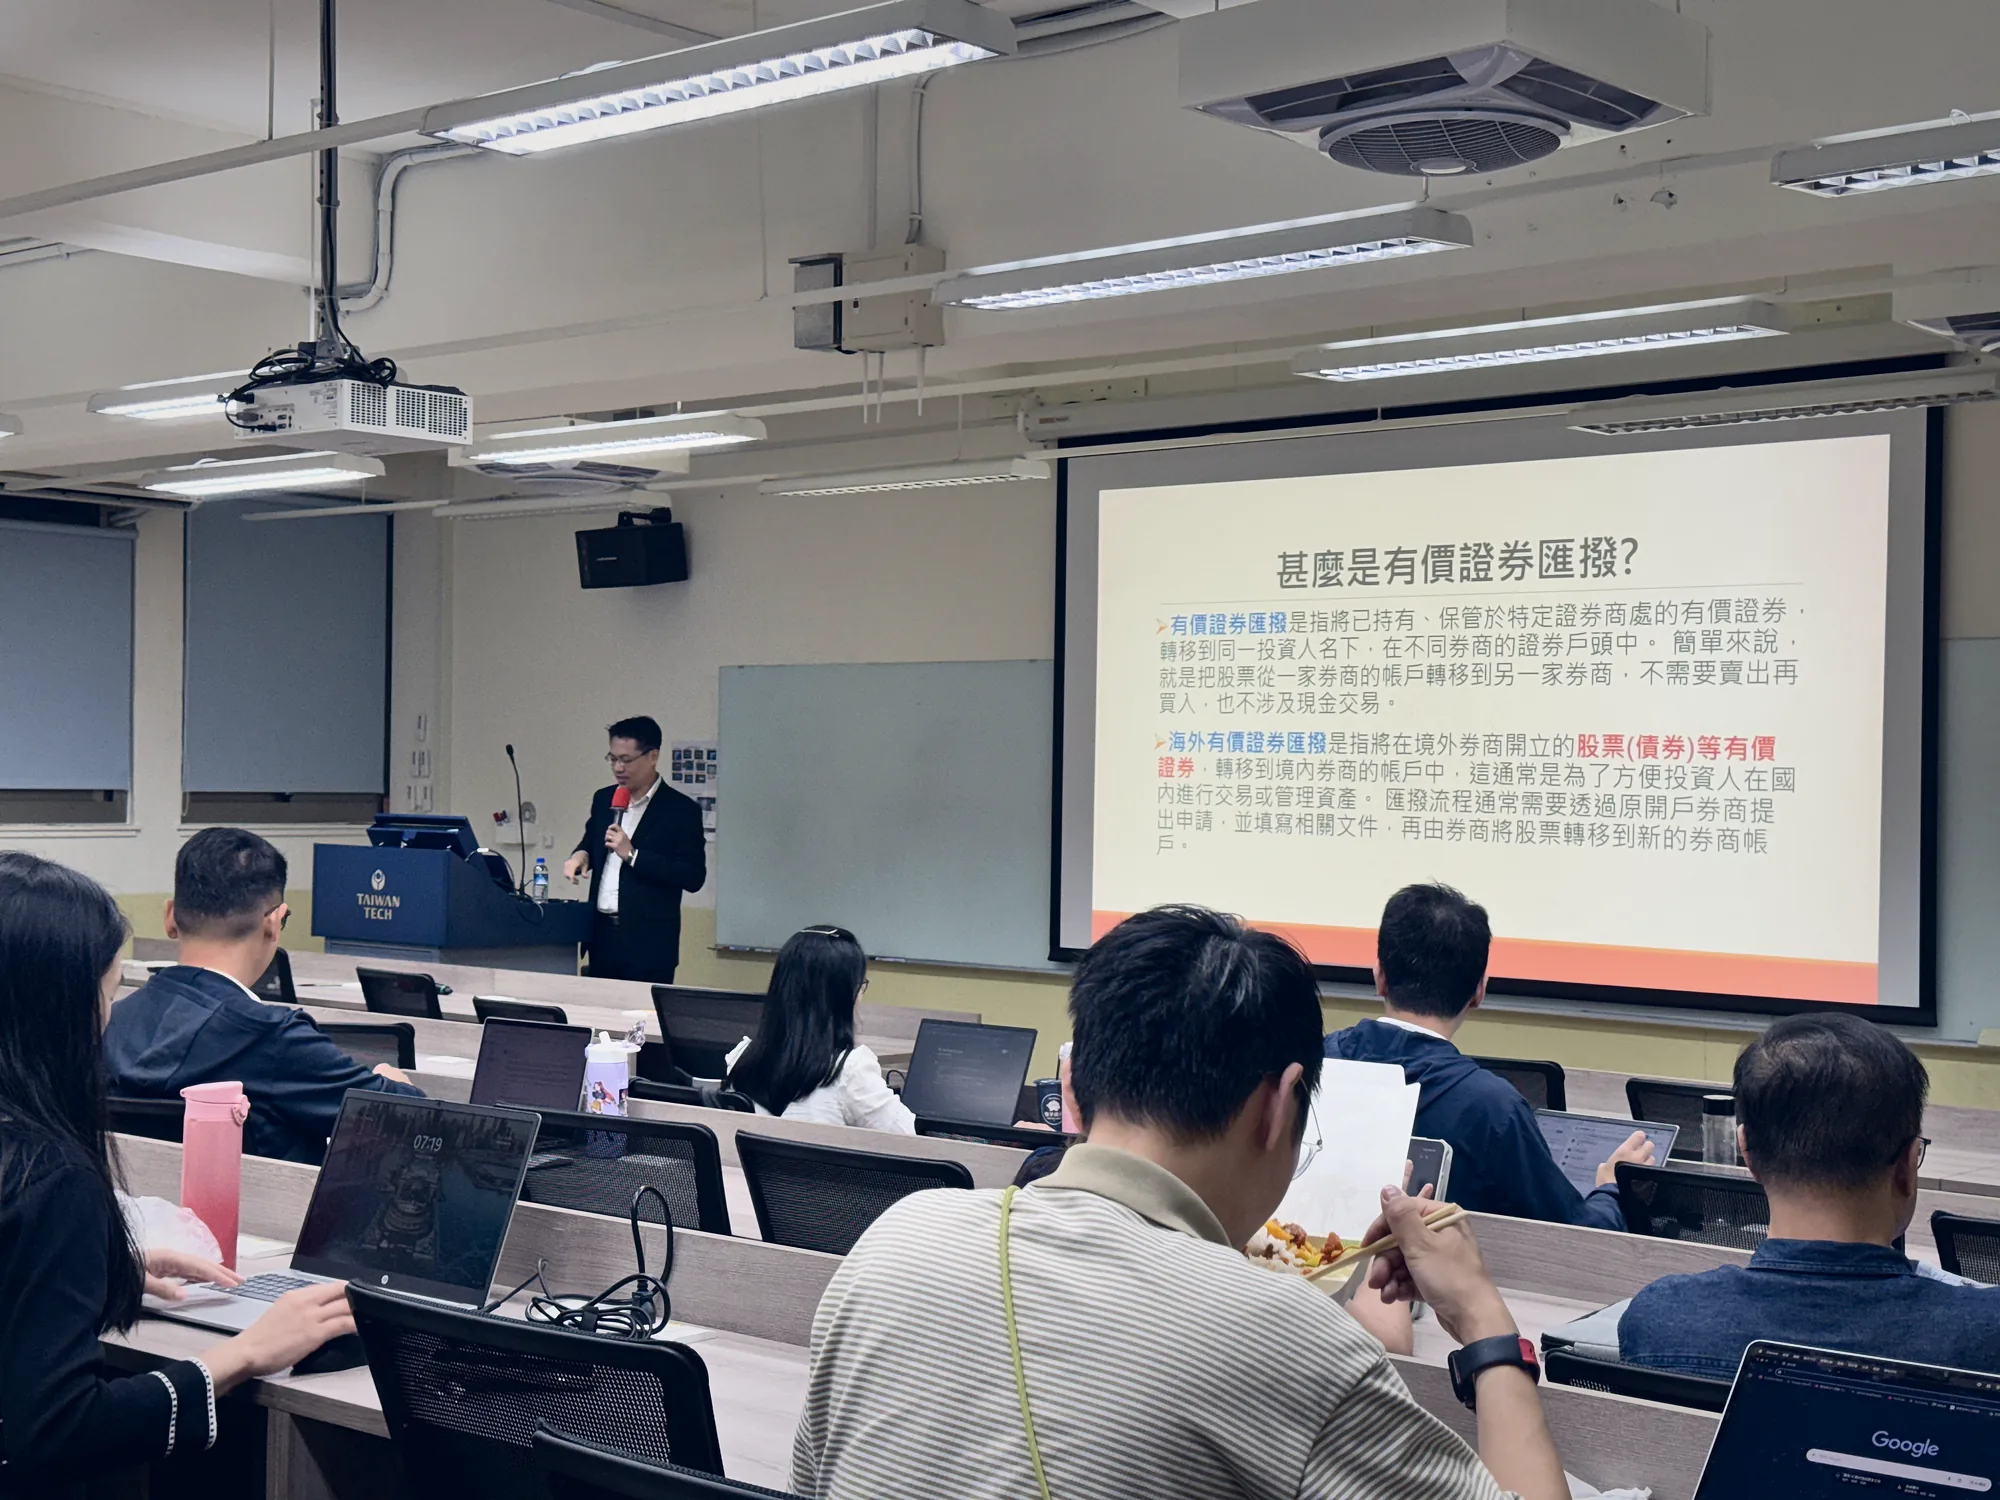 甚麼是有價證券匯撥?
➢有價證券匯撥是指將已持有、保管於特定證券商處的有價證券，
轉移到同一投資人名下，在不同券商的證券戶頭中。 簡單來說，
就是把股票從一家券商的帳戶轉移到另一家券商，不需要賣出再
買入，也不涉及現金交易。
➢海外有價證券匯撥是指將在境外券商開立的股票(債券)等有價
證券，轉移到境內券商的帳戶中，這通常是為了方便投資人在國
內進行交易或管理資產。 匯撥流程通常需要透過原開戶券商提
出申請，並填寫相關文件，再由券商將股票轉移到新的券商帳
戶。
TAIWAN
TECH
07:19
hp
Google